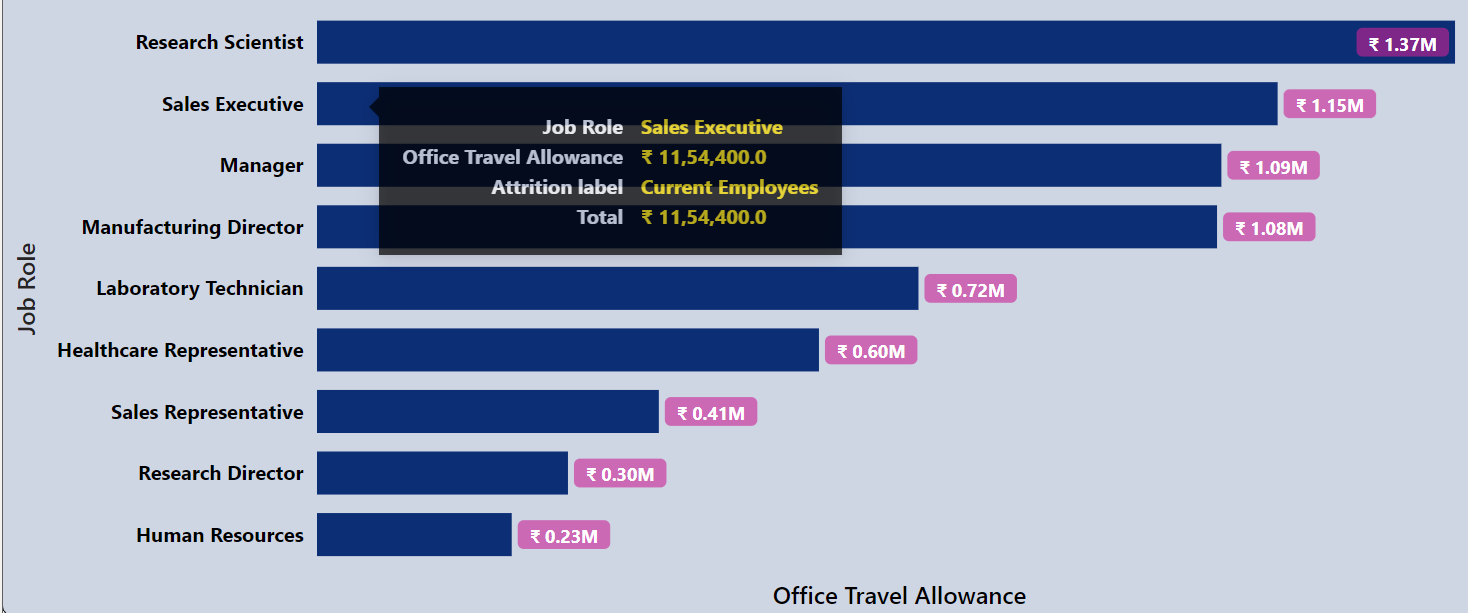 Research Scientist ₹ 1.37M
Sales Executive ₹ 1.15M
Job Role Sales Executive
Office Travel Allowance ₹ 11,54,400.0
Attrition label Current Employees
Total ₹ 11,54,400.0
Manager ₹ 1.09M
Manufacturing Director ₹ 1.08M
Laboratory Technician ₹ 0.72M
Healthcare Representative ₹ 0.60M
Sales Representative ₹ 0.41M
Research Director ₹ 0.30M
Human Resources ₹ 0.23M
Job Role
Office Travel Allowance